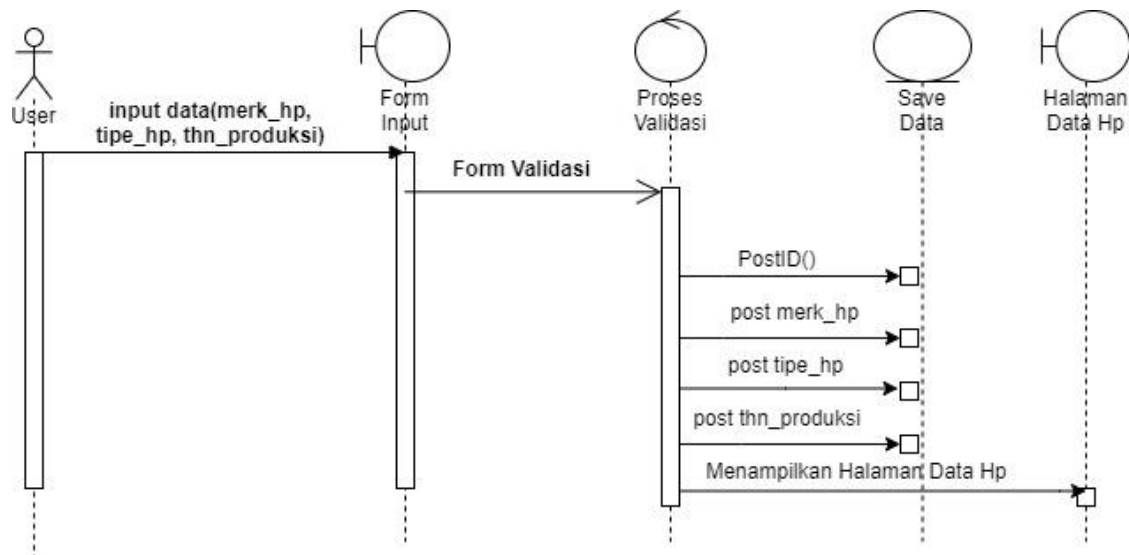 User
Form
Input
Proses
Validasi
Save
Data
Halaman
Data Hp
input data(merk_hp,
tipe_hp, thn_produksi)
Form Validasi
PostID()
post merk_hp
post tipe_hp
post thn_produksi
Menampilkan Halaman Data Hp